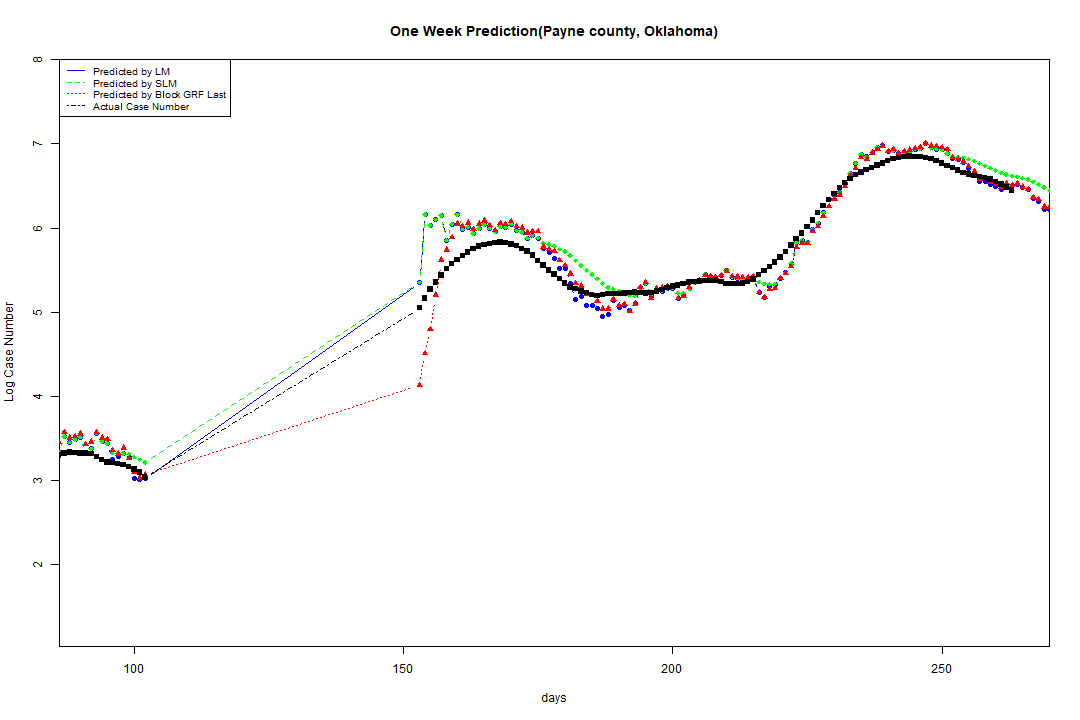 One Week Prediction(Payne county, Oklahoma)
Predicted by LM
Predicted by SLM
Predicted by Block GRF Last
Actual Case Number
8
7
6
5
4
3
2
Log Case Number
100 150 200 250
days